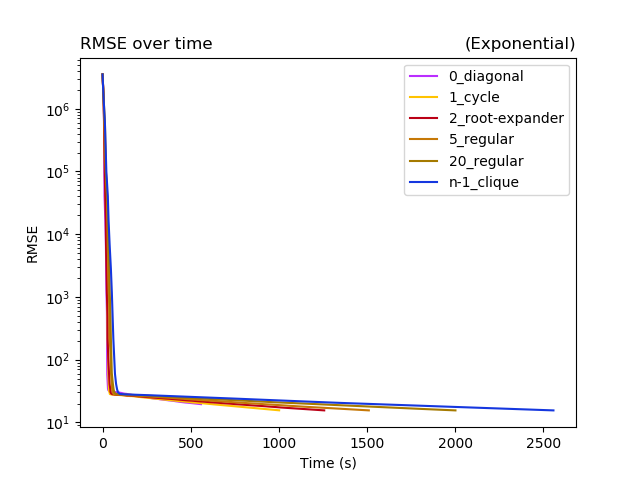 RMSE over time (Exponential)
0_diagonal
1_cycle
2_root-expander
5_regular
20_regular
n-1_clique
RMSE
10^6
10^5
10^4
10^3
10^2
10^1
0 500 1000 1500 2000 2500
Time (s)